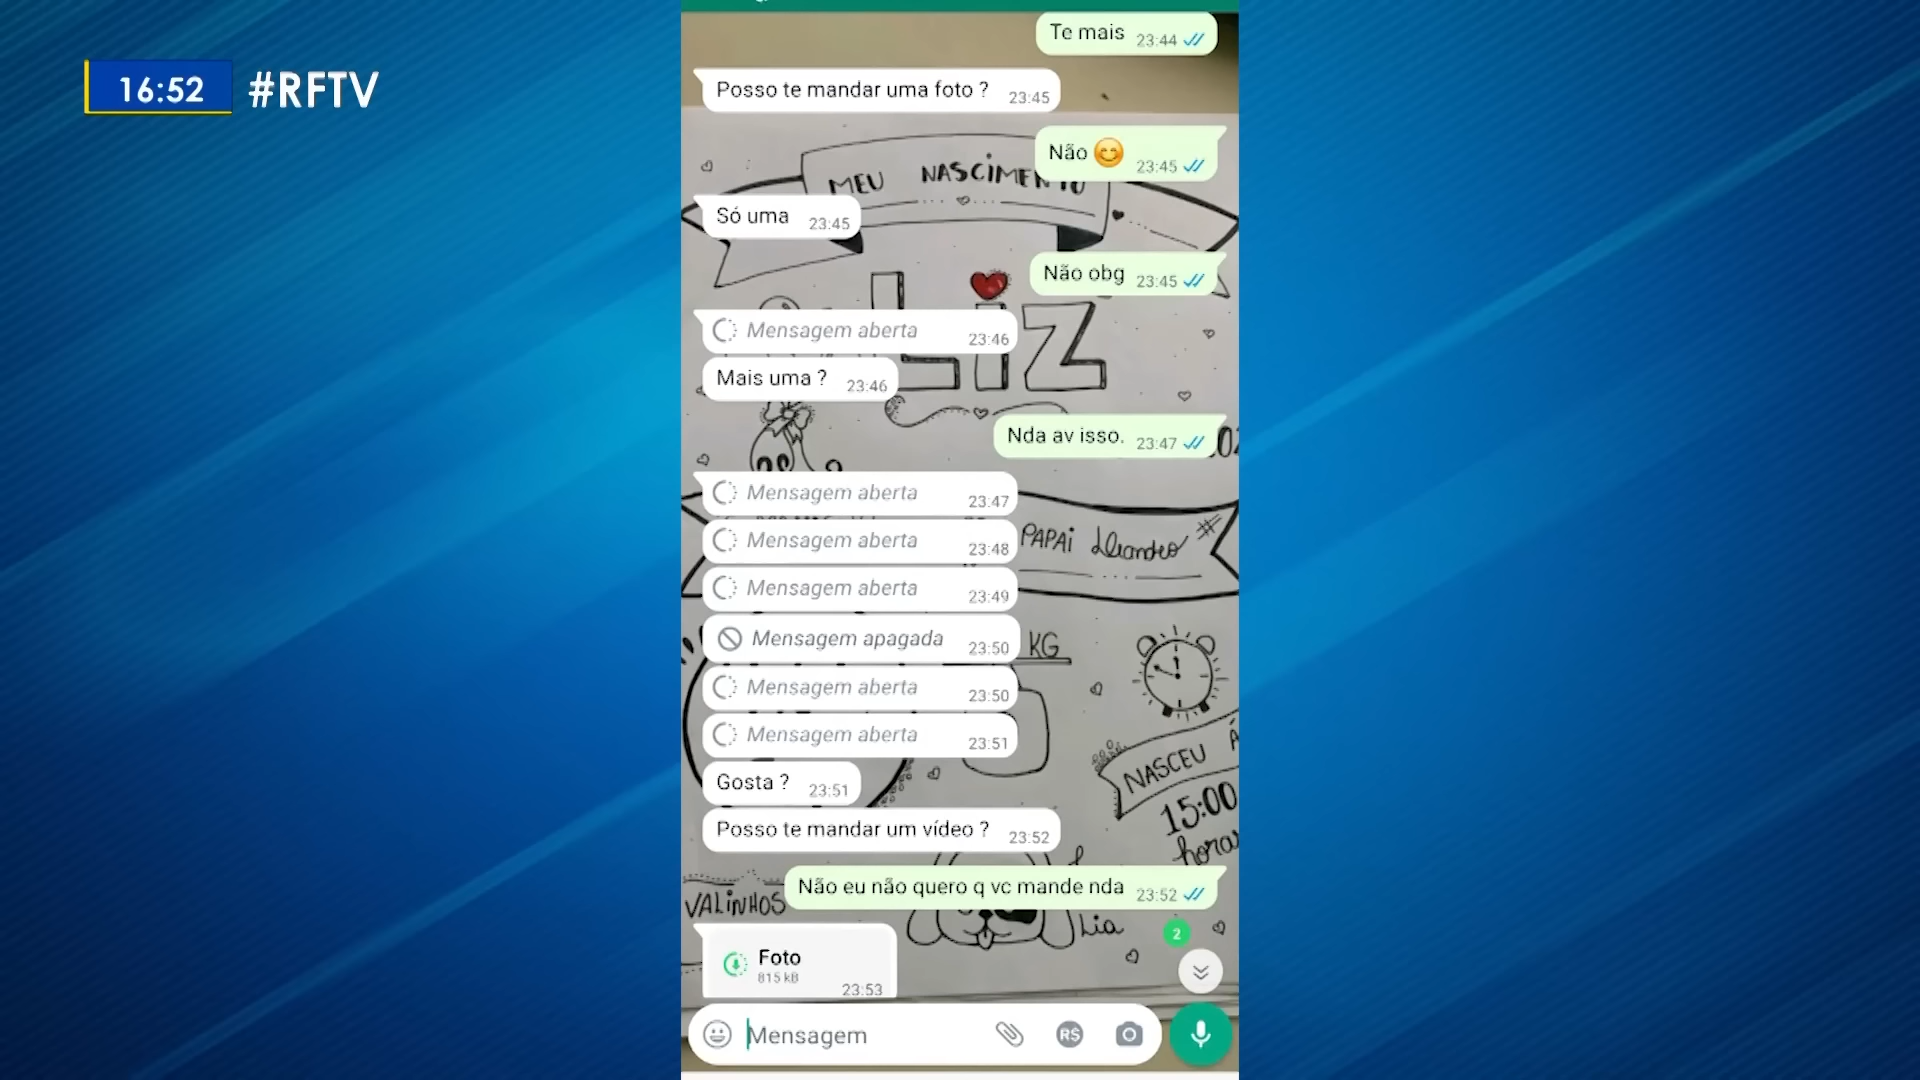 16:52 #RFTV
Te mais 23:44
Posso te mandar uma foto ? 23:45
Não 😊 23:45
MEU NASCIMENTO
Só uma 23:45
Não obg 23:45
Liz
Mensagem aberta 23:46
Mais uma ? 23:46
Nda av isso. 23:47
Mensagem aberta 23:47
Mensagem aberta 23:48
PAPAi Leandro
Mensagem aberta 23:49
Mensagem apagada 23:50
KG
Mensagem aberta 23:50
Mensagem aberta 23:51
NASCEU
Gosta ? 23:51
15:00
Posso te mandar um vídeo ? 23:52
horas
Não eu não quero q vc mande nda 23:52
VALiNHOS
Lia
2
Foto
815 kB
23:53
Mensagem
R$